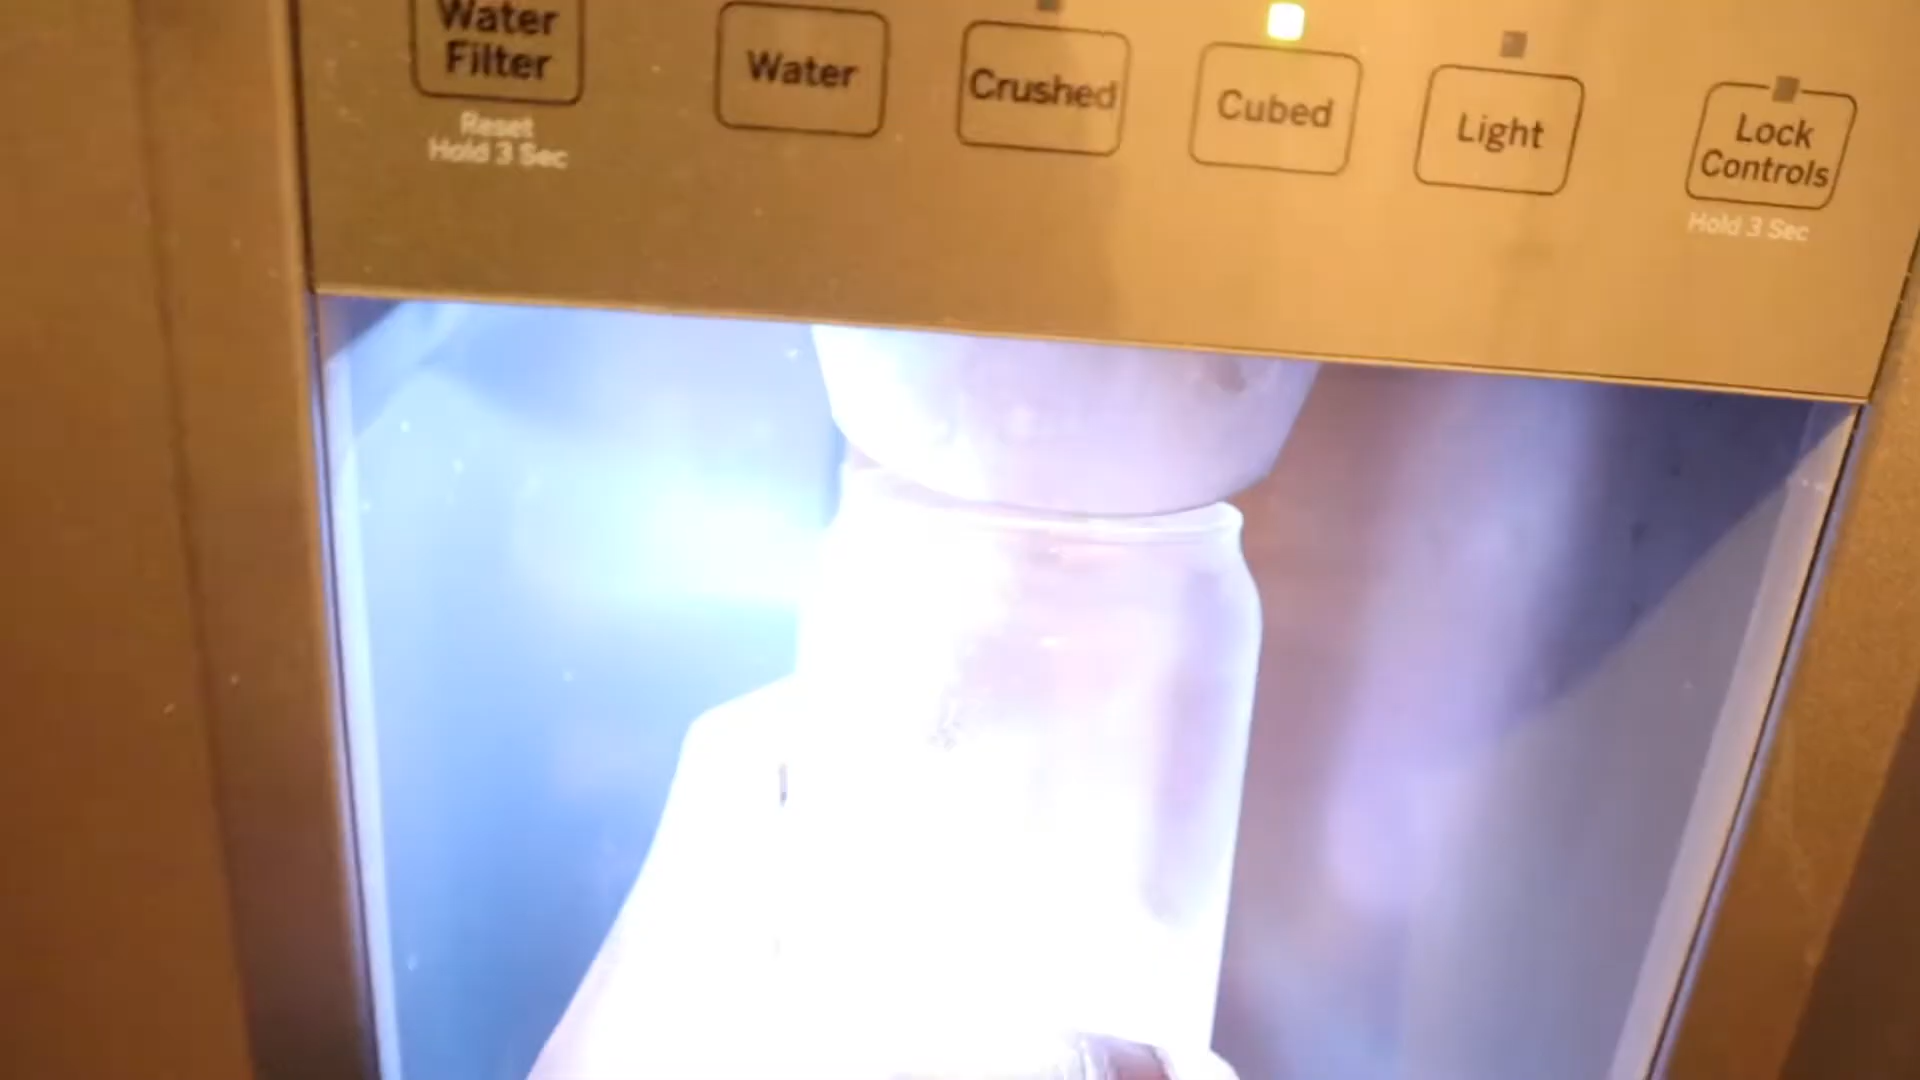 Water
Filter
Reset
Hold 3 Sec
Water
Crushed
Cubed
Light
Lock
Controls
Hold 3 Sec